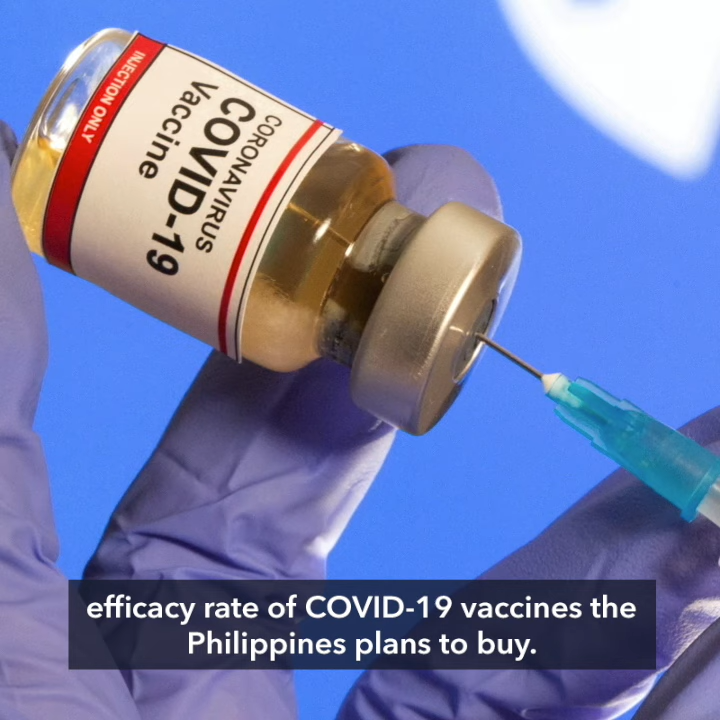 INJECTION ONLY
CORONAVIRUS
COVID-19
Vaccine
efficacy rate of COVID-19 vaccines the
Philippines plans to buy.